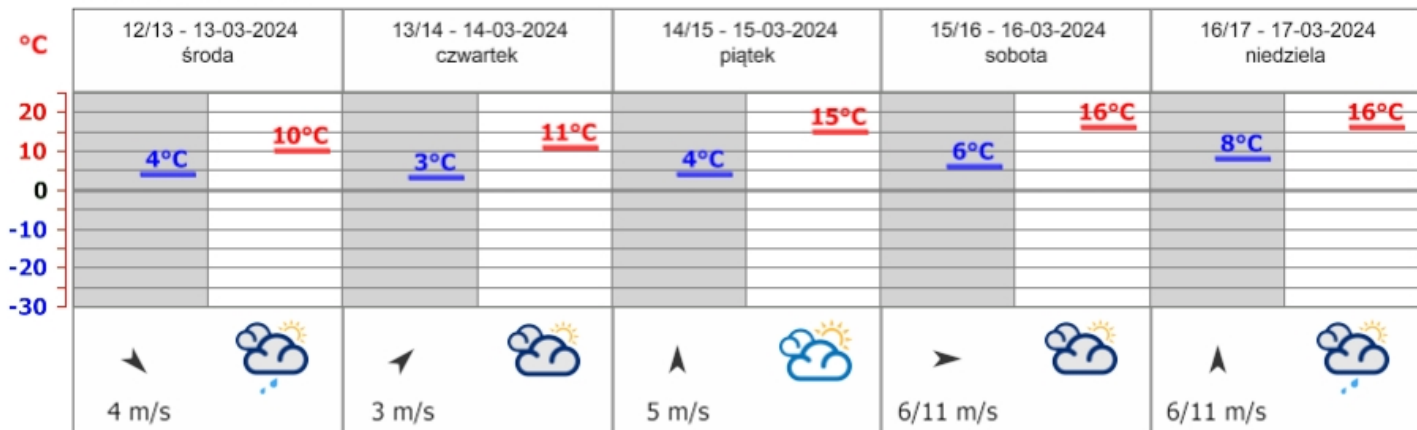 °C
12/13 - 13-03-2024
środa
13/14 - 14-03-2024
czwartek
14/15 - 15-03-2024
piątek
15/16 - 16-03-2024
sobota
16/17 - 17-03-2024
niedziela
20
10
0
-10
-20
-30
4°C
10°C
3°C
11°C
4°C
15°C
6°C
16°C
8°C
16°C
4 m/s
3 m/s
5 m/s
6/11 m/s
6/11 m/s